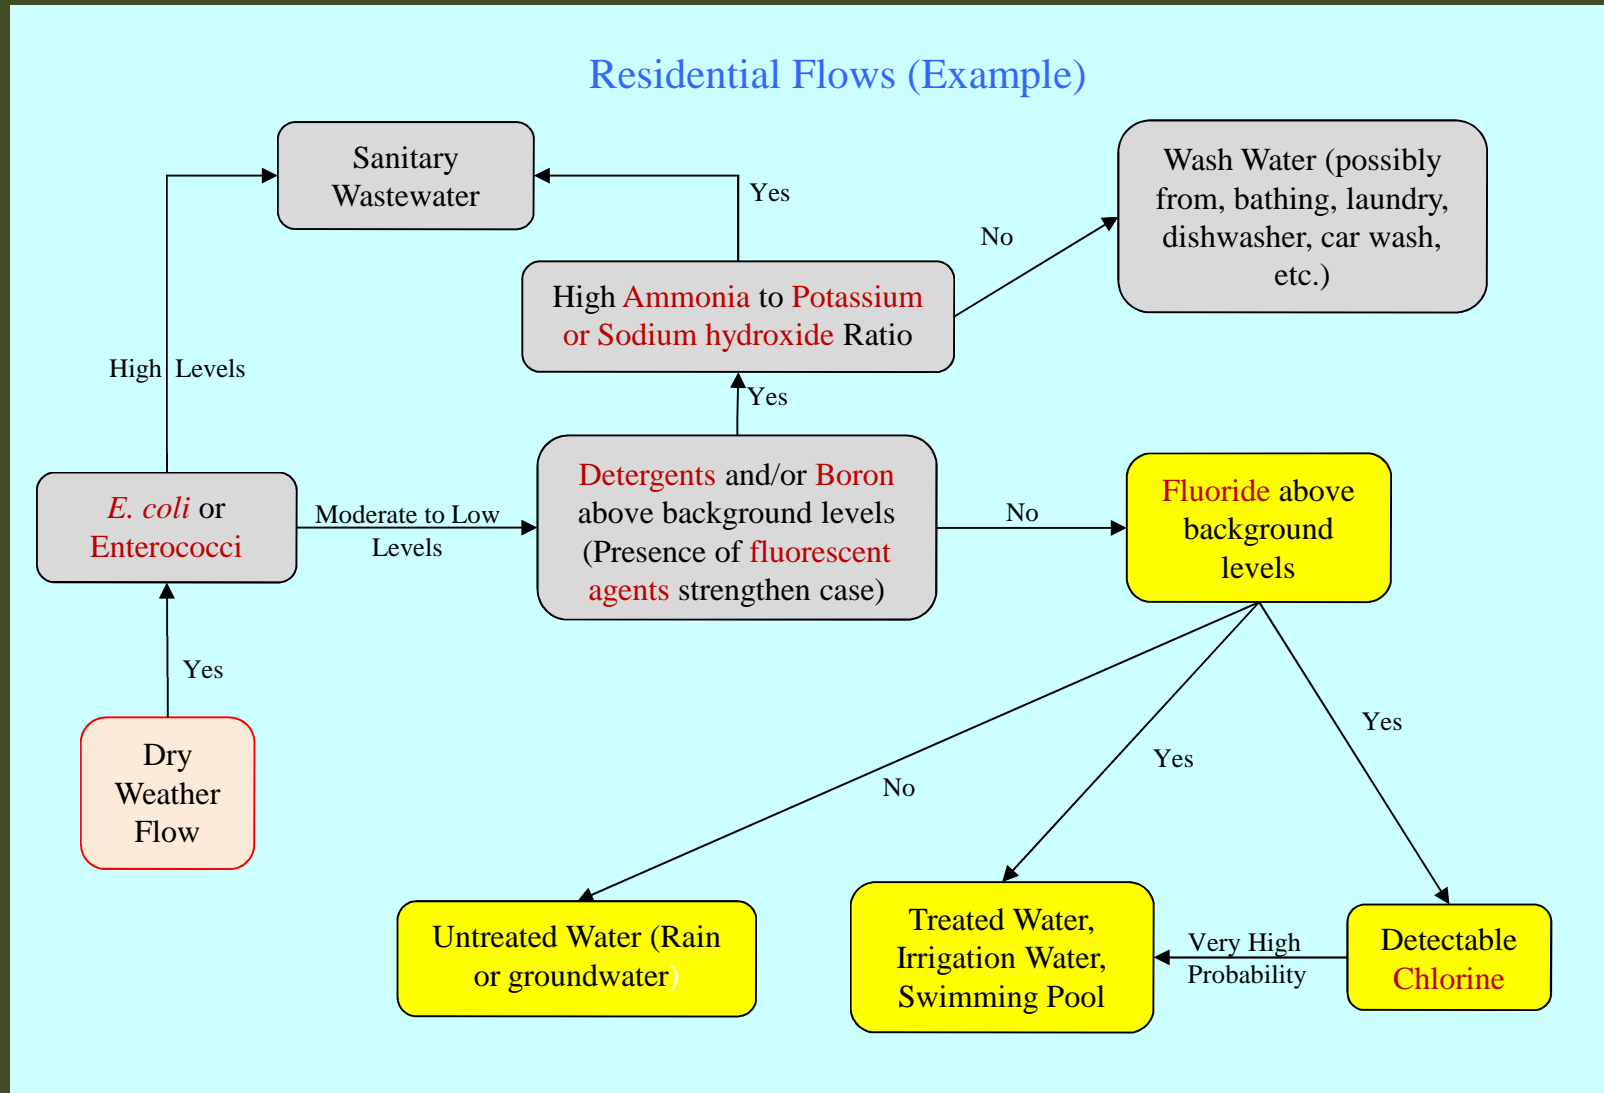 Residential Flows (Example)
Sanitary
Wastewater
Yes
Wash Water (possibly
from, bathing, laundry,
dishwasher, car wash,
etc.)
No
High Ammonia to Potassium
or Sodium hydroxide Ratio
High Levels
Yes
E. coli or
Enterococci
Moderate to Low
Levels
Detergents and/or Boron
above background levels
(Presence of fluorescent
agents strengthen case)
No
Fluoride above
background
levels
Yes
Dry
Weather
Flow
No
Yes
Yes
Untreated Water (Rain
or groundwater)
Treated Water,
Irrigation Water,
Swimming Pool
Very High
Probability
Detectable
Chlorine